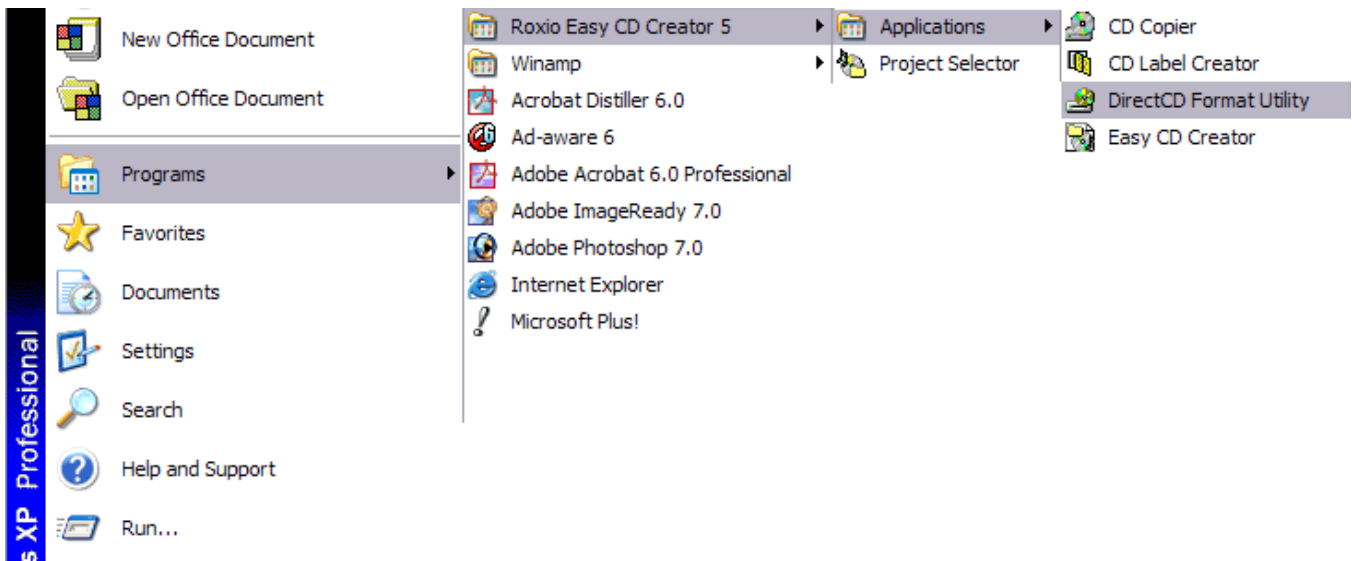 New Office Document
Open Office Document
Programs
Favorites
Documents
Settings
Search
Help and Support
Run...
Roxio Easy CD Creator 5
Winamp
Acrobat Distiller 6.0
Ad-aware 6
Adobe Acrobat 6.0 Professional
Adobe ImageReady 7.0
Adobe Photoshop 7.0
Internet Explorer
Microsoft Plus!
Applications
Project Selector
CD Copier
CD Label Creator
DirectCD Format Utility
Easy CD Creator
s XP Professional